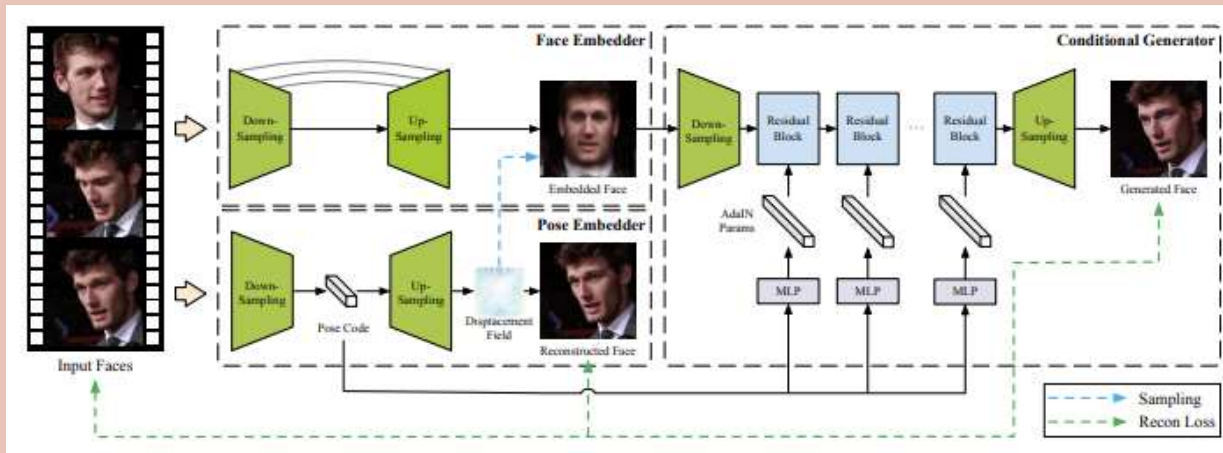 Face Embedder
Down-
Sampling
Up-
Sampling
Embedded Face
Pose Embedder
Down-
Sampling
Pose Code
Up-
Sampling
Displacement
Field
Reconstructed Face
Input Faces
Conditional Generator
Down-
Sampling
Residual
Block
Residual
Block
...
Residual
Block
Up-
Sampling
Generated Face
AdaIN
Params
MLP
MLP
MLP
Sampling
Recon Loss